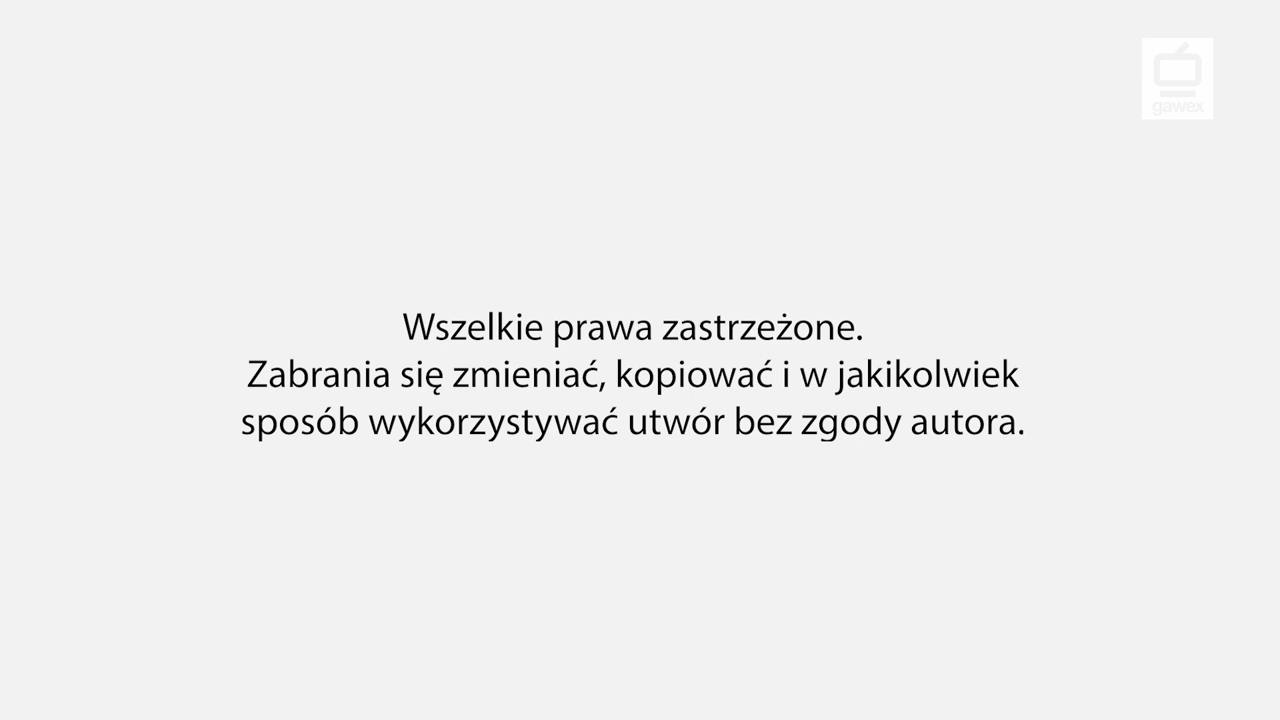 gawex
Wszelkie prawa zastrzeżone.
Zabrania się zmieniać, kopiować i w jakikolwiek
sposób wykorzystywać utwór bez zgody autora.